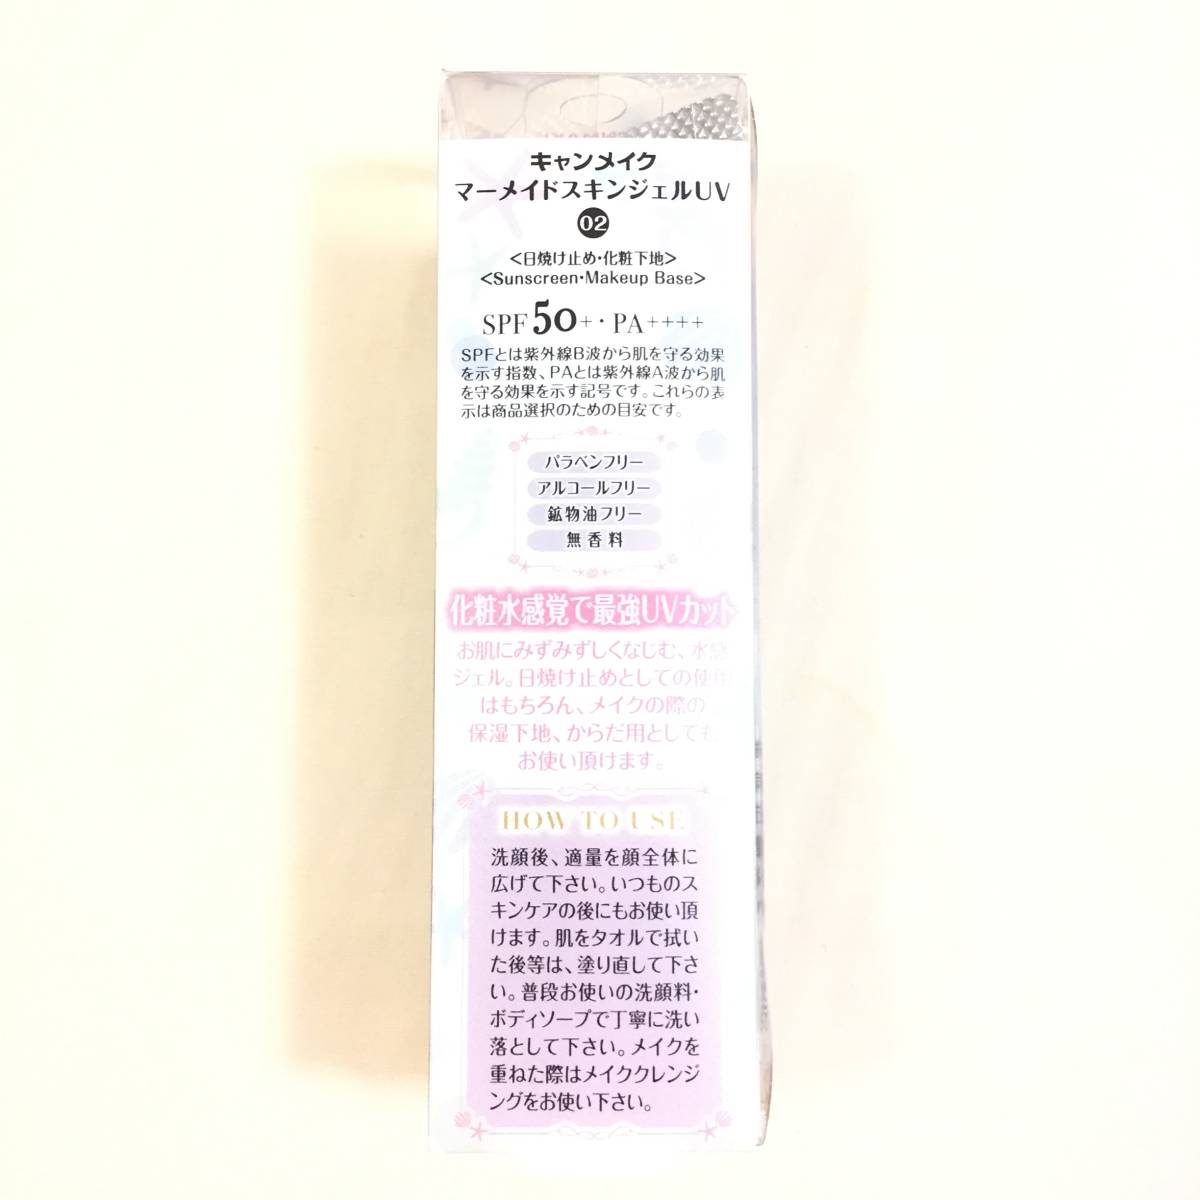 キャンメイク
マーメイドスキンジェルUV
02
<日焼け止め・化粧下地>
<Sunscreen・Makeup Base>
SPF50+・PA++++
SPFとは紫外線B波から肌を守る効果
を示す指数、PAとは紫外線A波から肌
を守る効果を示す記号です。これらの表
示は商品選択のための目安です。
パラベンフリー
アルコールフリー
鉱物油フリー
無香料
化粧水感覚で最強UVカット
お肌にみずみずしくなじむ、水感
ジェル。日焼け止めとしての使用
はもちろん、メイクの際の
保湿下地、からだ用としても
お使い頂けます。
HOW TO USE
洗顔後、適量を顔全体に
広げて下さい。いつものス
キンケアの後にもお使い頂
けます。肌をタオルで拭い
た後等は、塗り直して下さ
い。普段お使いの洗顔料・
ボディソープで丁寧に洗い
落として下さい。メイクを
重ねた際はメイククレンジ
ングをお使い下さい。